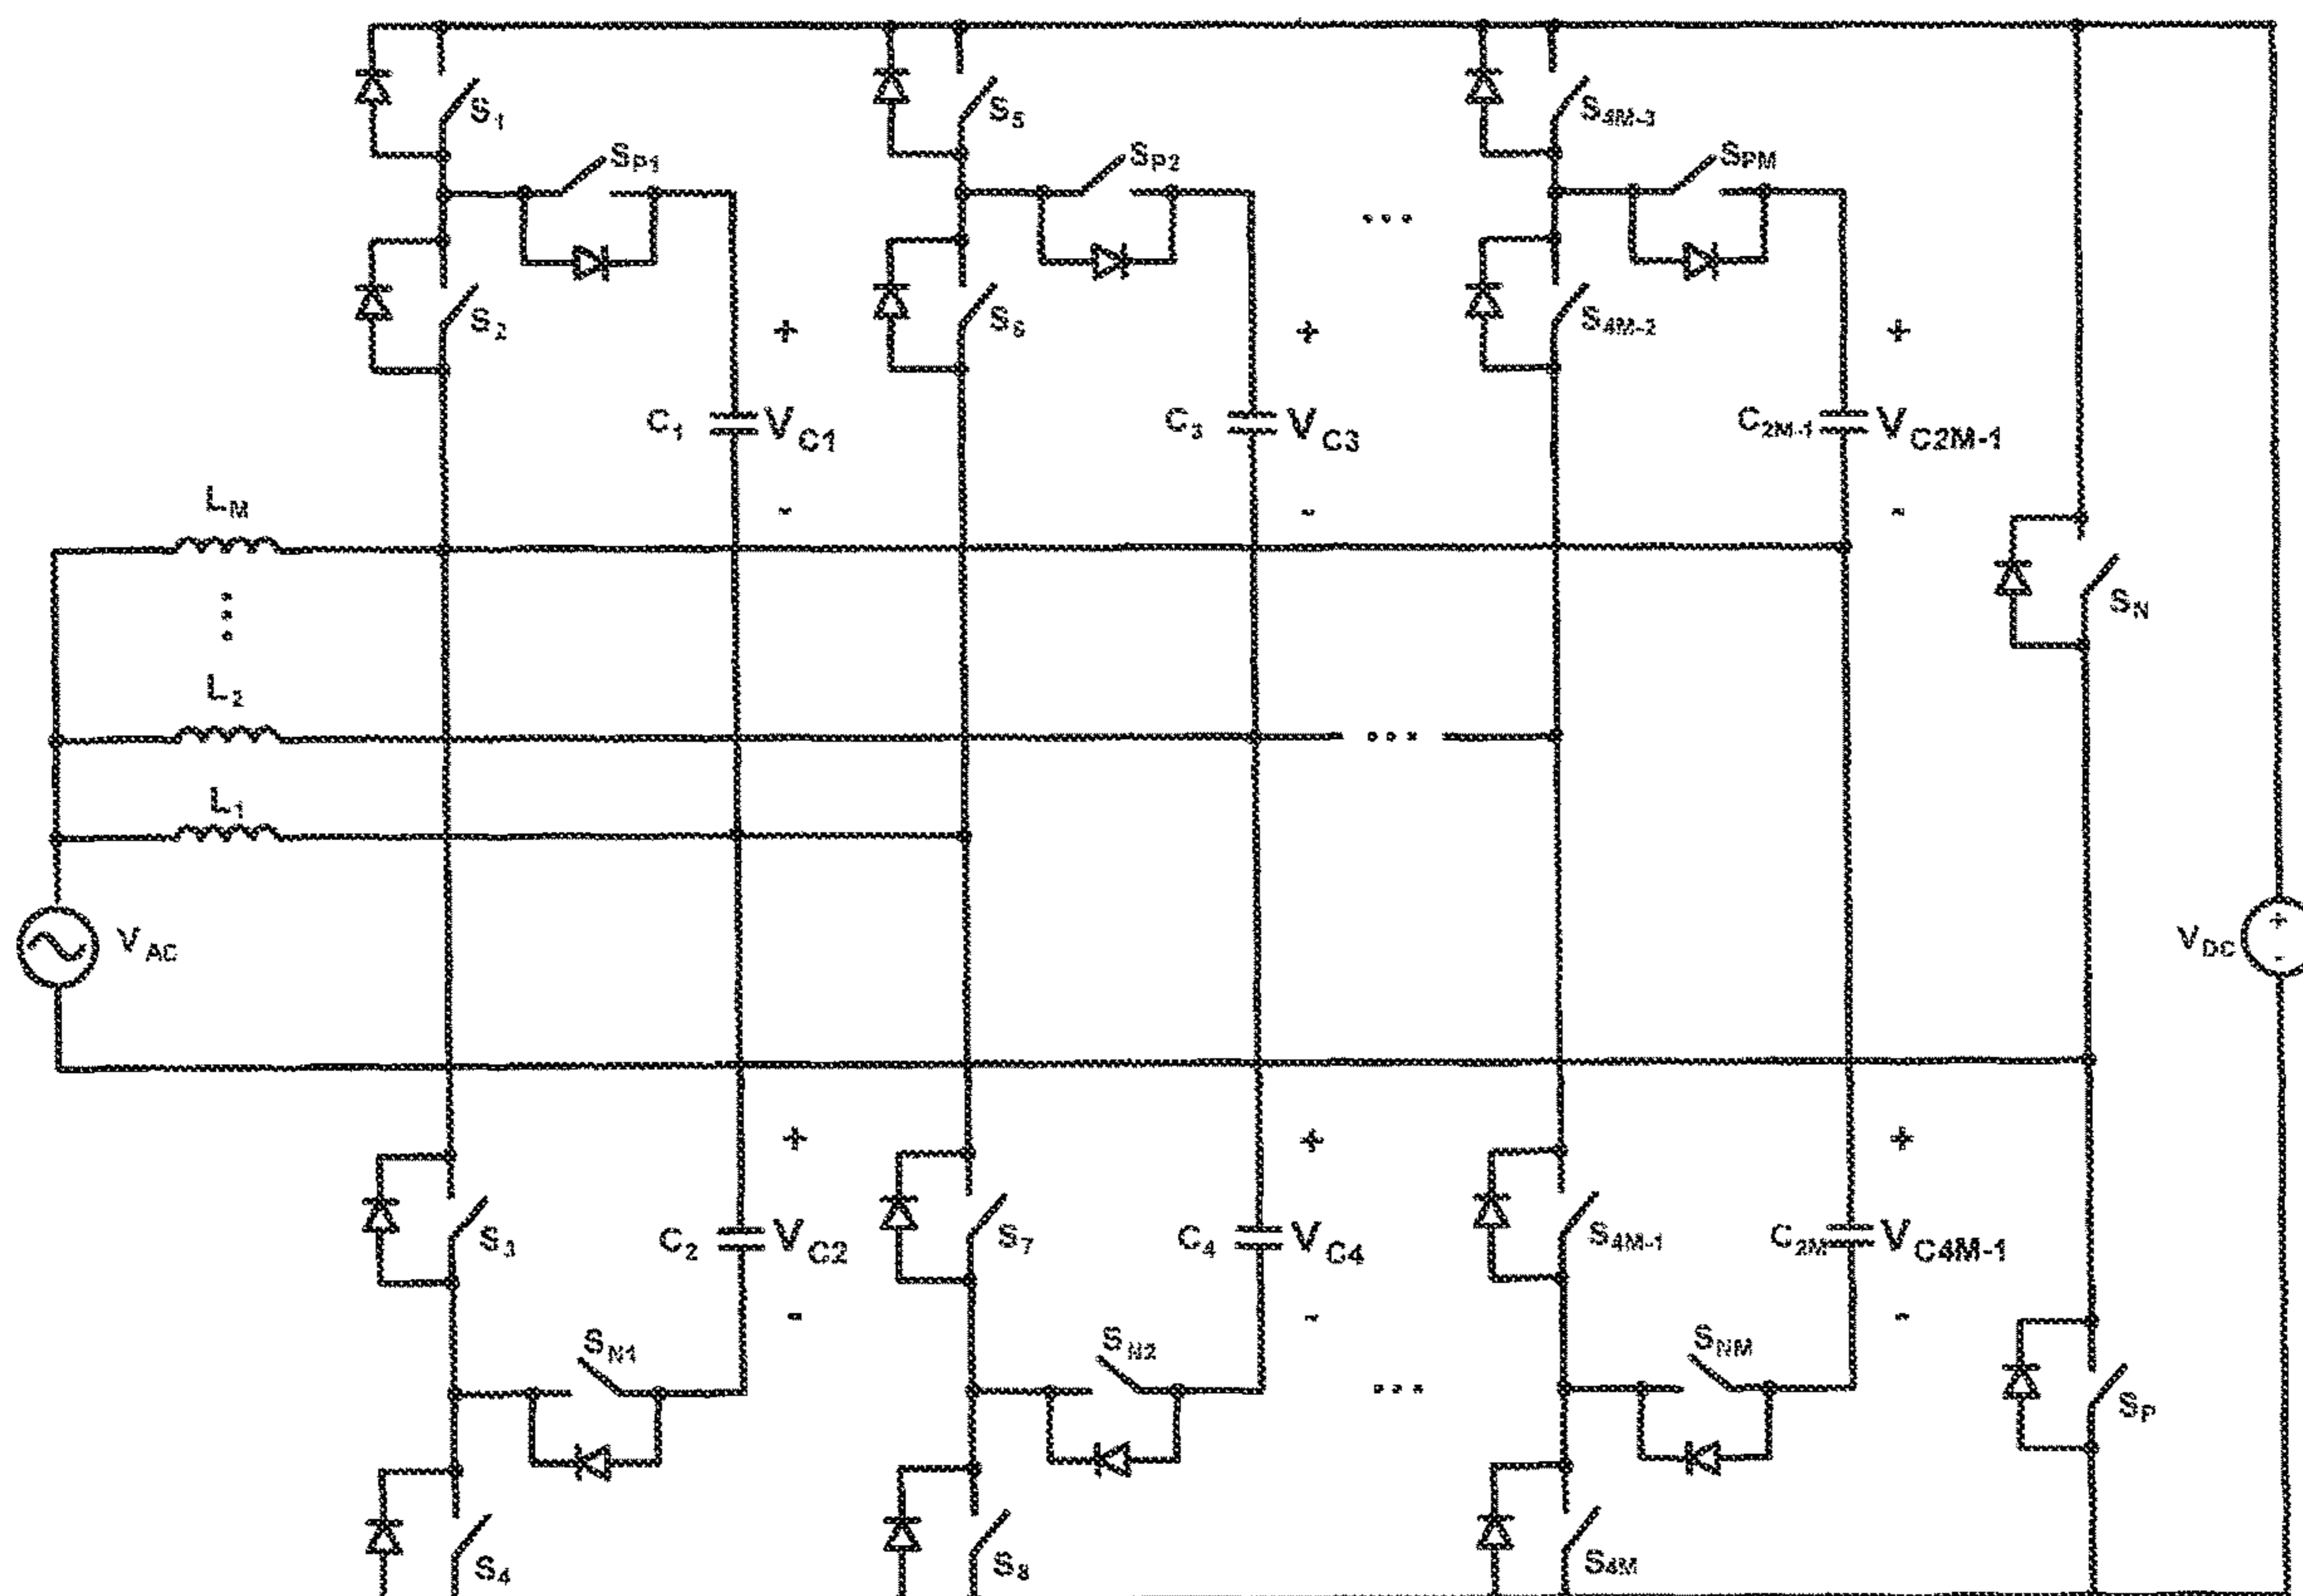 S1 S5 S4M-3
SP1 SP2 SPM
...
S2 S6 S4M-2
+ + +
C1 VC1 C3 VC3 C2M-1 VC2M-1
- - -
LM
SN
L2
...
L1
VAC VDC
+
-
+ + +
S3 C2 VC2 S7 C4 VC4 S4M-1 C2M VC4M-1
- - -
SN1 SN2 SNM
...
SP
S4 S8 S4M